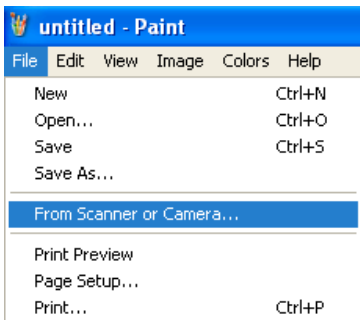 untitled - Paint
File Edit View Image Colors Help
New Ctrl+N
Open... Ctrl+O
Save Ctrl+S
Save As...
From Scanner or Camera...
Print Preview
Page Setup...
Print... Ctrl+P